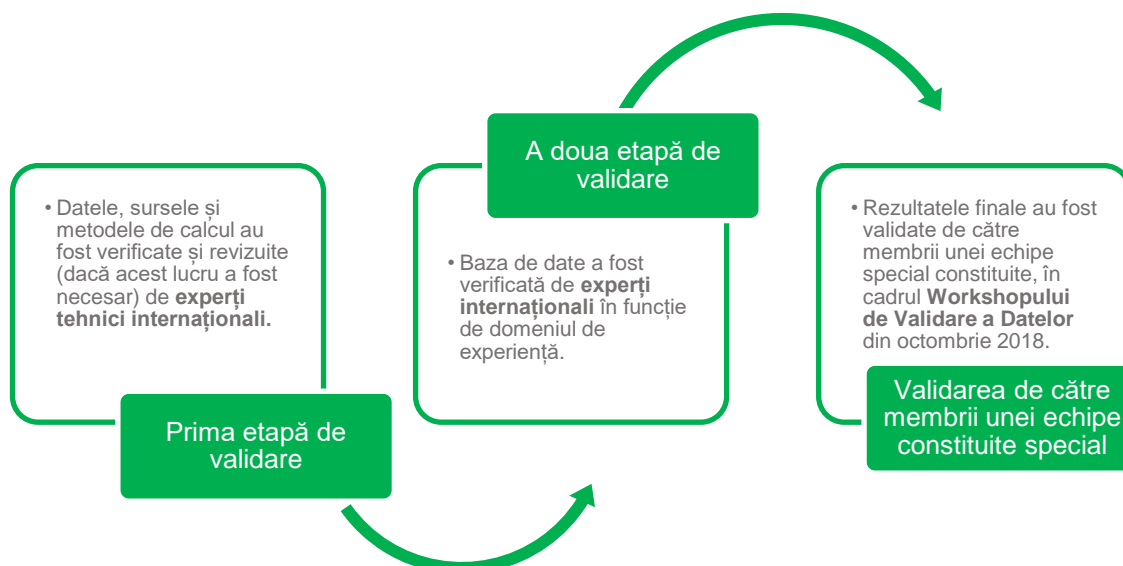 • Datele, sursele și
metodele de calcul au
fost verificate și revizuite
(dacă acest lucru a fost
necesar) de experți
tehnici internaționali.
Prima etapă de
validare
A doua etapă de
validare
• Baza de date a fost
verificată de experți
internaționali în funcție
de domeniul de
experiență.
• Rezultatele finale au fost
validate de către
membrii unei echipe
special constituite, în
cadrul Workshopului
de Validare a Datelor
din octombrie 2018.
Validarea de către
membrii unei echipe
constituite special